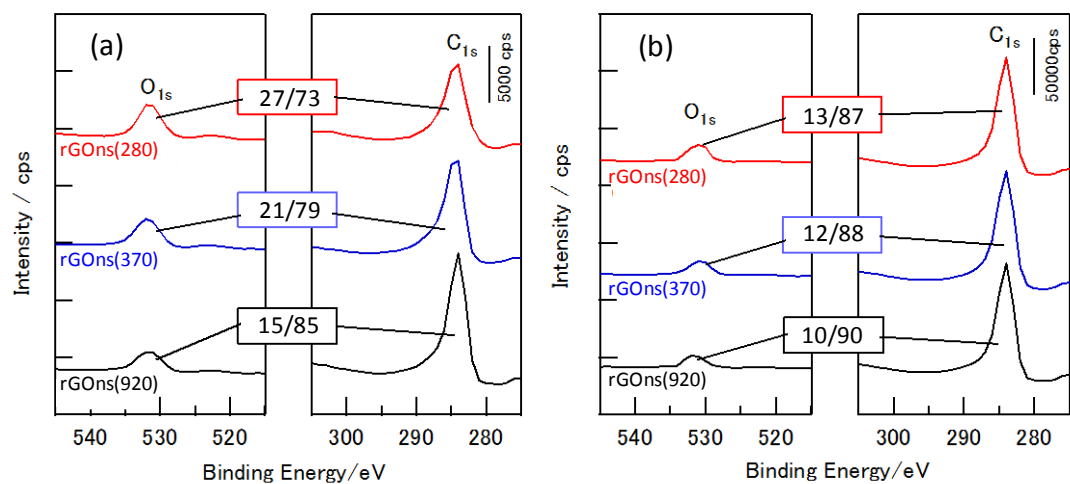 (a)
O1s
C1s
5000 cps
27/73
rGOns(280)
21/79
rGOns(370)
15/85
rGOns(920)
Intensity / cps
540 530 520 300 290 280
Binding Energy/eV
(b)
O1s
C1s
50000cps
13/87
rGOns(280)
12/88
rGOns(370)
10/90
rGOns(920)
Intensity / cps
540 530 520 300 290 280
Binding Energy/eV